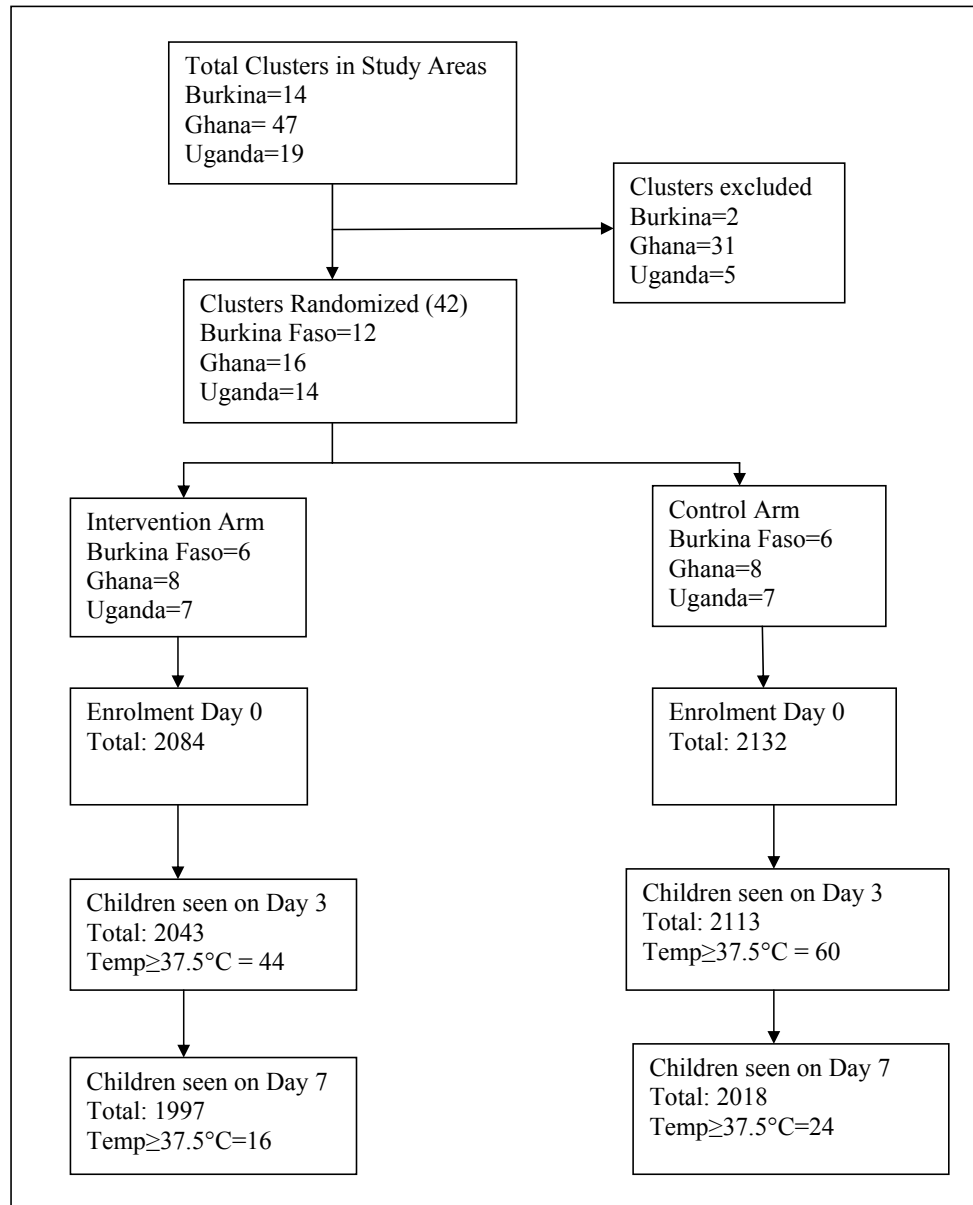 Total Clusters in Study Areas
Burkina=14
Ghana= 47
Uganda=19
Clusters excluded
Burkina=2
Ghana=31
Uganda=5
Clusters Randomized (42)
Burkina Faso=12
Ghana=16
Uganda=14
Intervention Arm
Burkina Faso=6
Ghana=8
Uganda=7
Control Arm
Burkina Faso=6
Ghana=8
Uganda=7
Enrolment Day 0
Total: 2084
Enrolment Day 0
Total: 2132
Children seen on Day 3
Total: 2043
Temp≥37.5°C = 44
Children seen on Day 3
Total: 2113
Temp≥37.5°C = 60
Children seen on Day 7
Total: 1997
Temp≥37.5°C=16
Children seen on Day 7
Total: 2018
Temp≥37.5°C=24